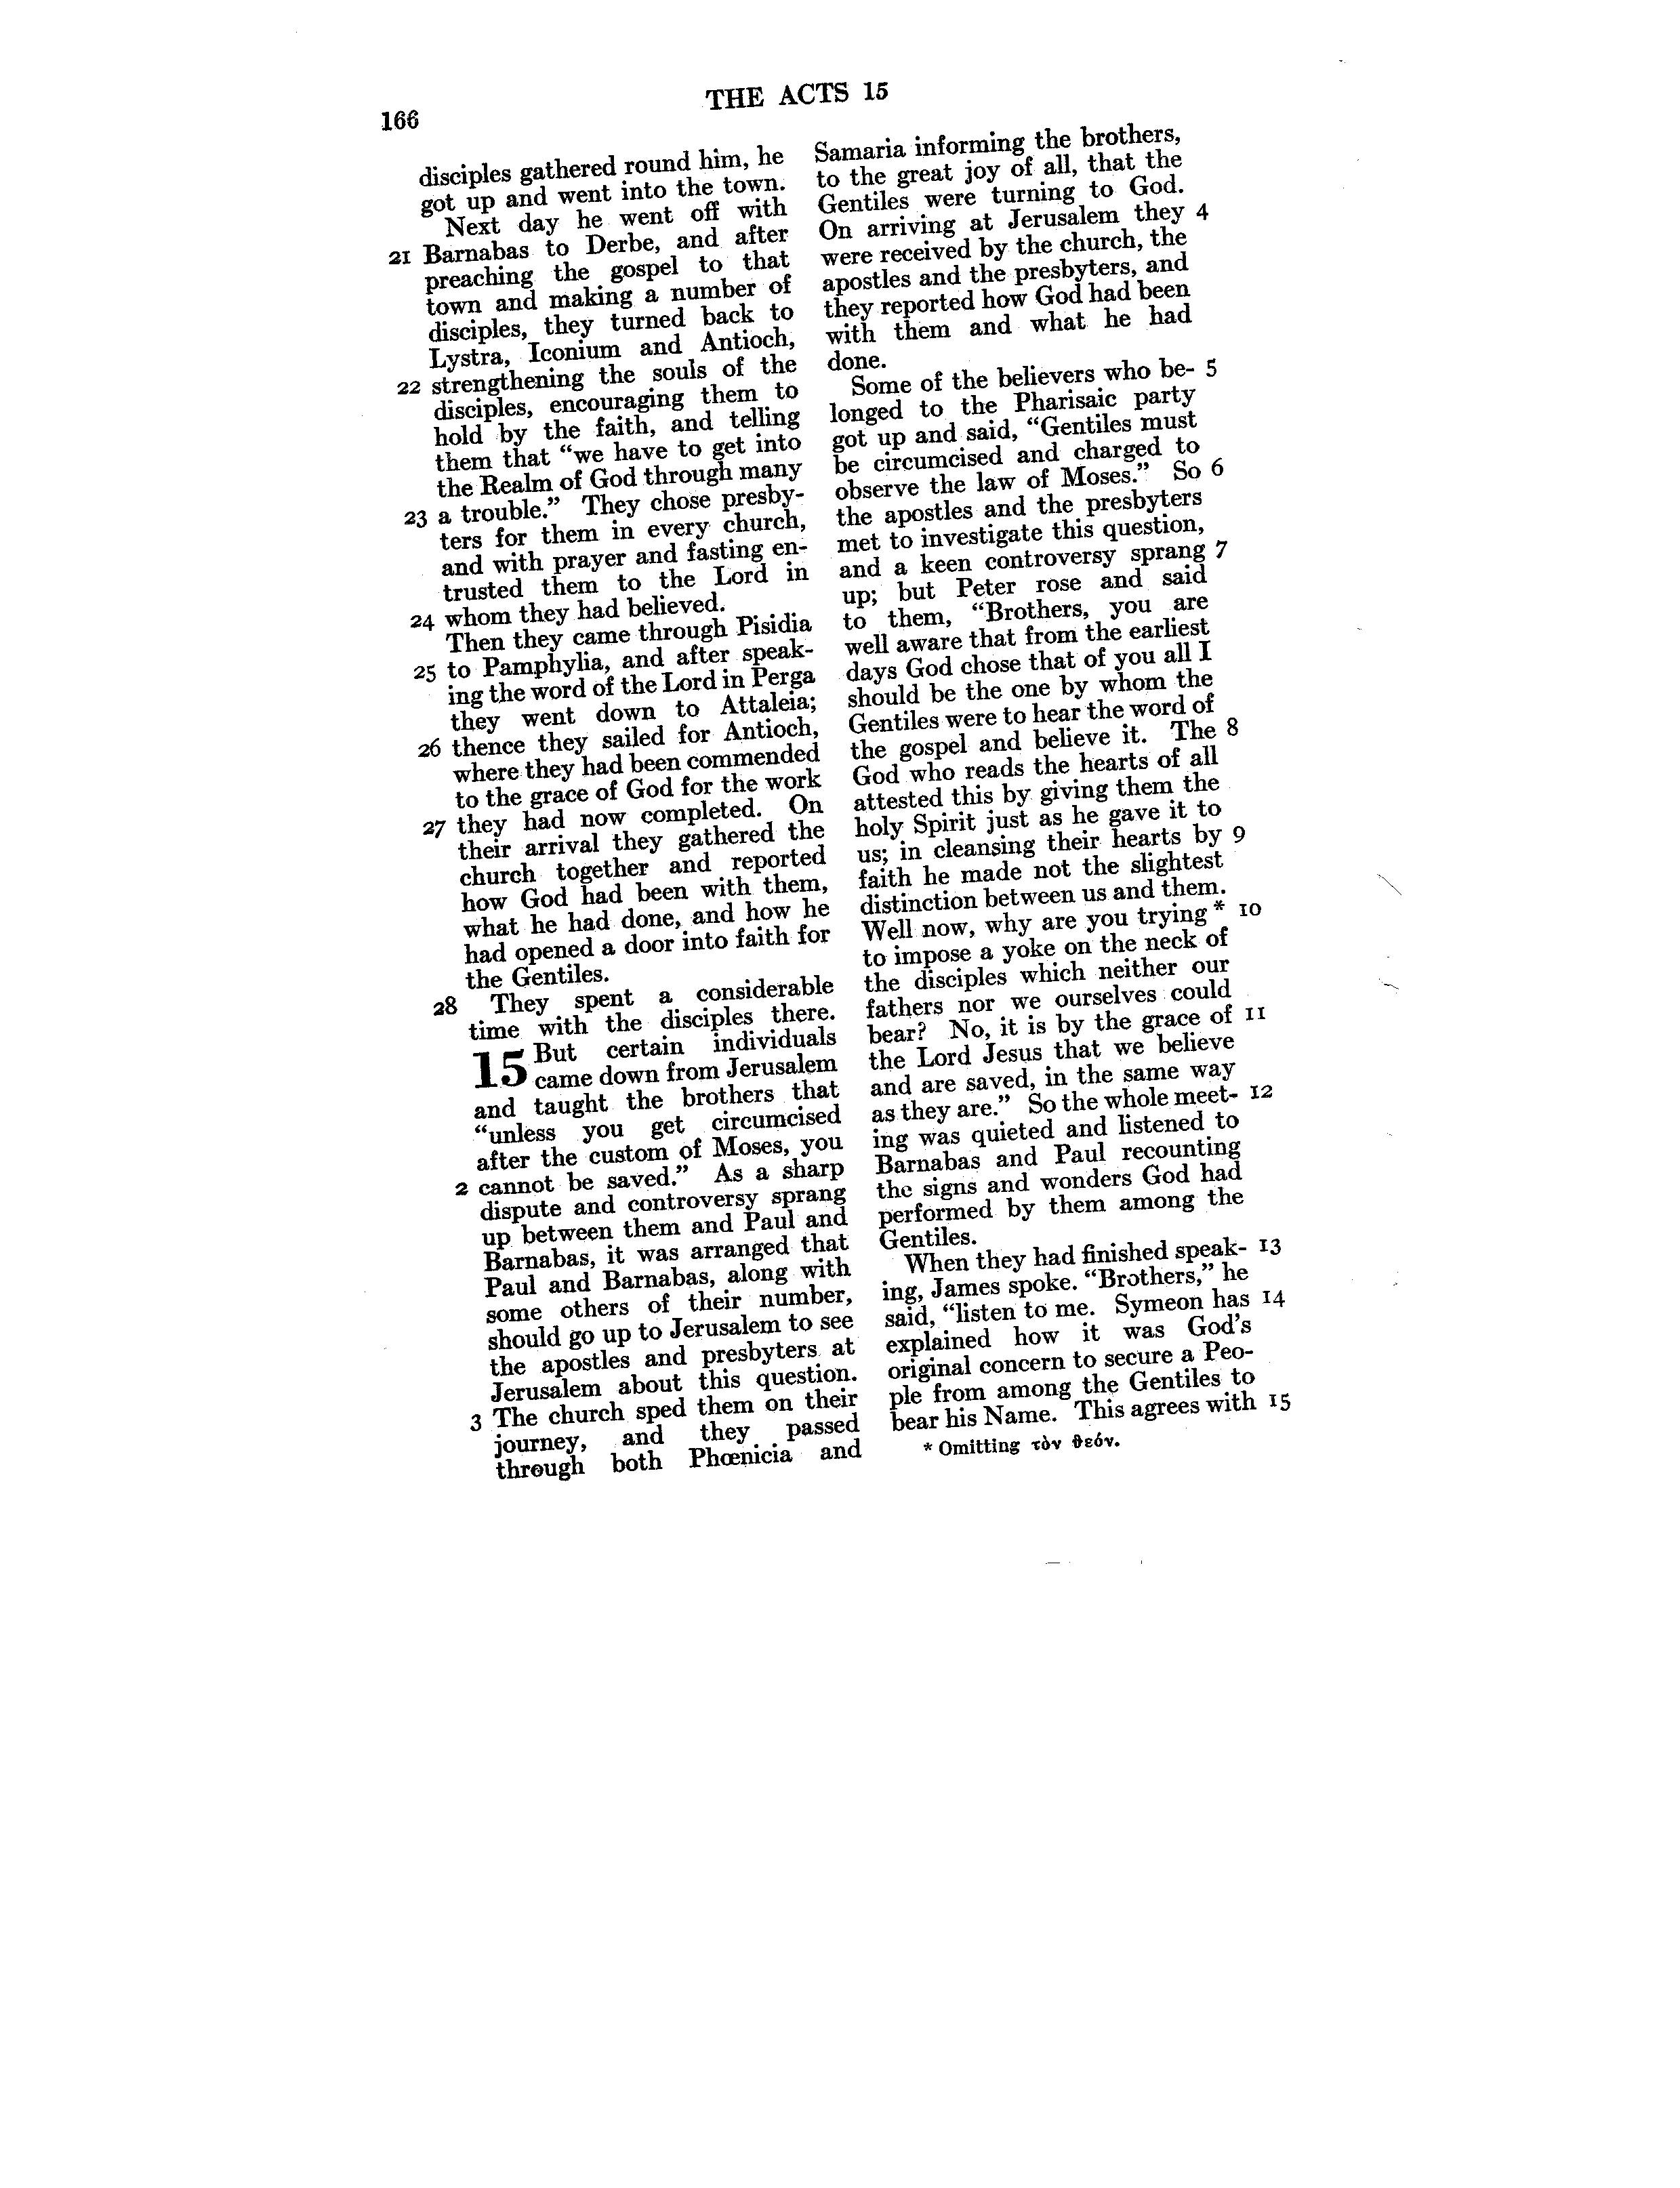 166
THE ACTS 15
disciples gathered round him, he
got up and went into the town.
Next day he went off with
21 Barnabas to Derbe, and after
preaching the gospel to that
town and making a number of
disciples, they turned back to
Lystra, Iconium and Antioch,
22 strengthening the souls of the
disciples, encouraging them to
hold by the faith, and telling
them that “we have to get into
the Realm of God through many
23 a trouble.” They chose presby-
ters for them in every church,
and with prayer and fasting en-
trusted them to the Lord in
24 whom they had believed.
Then they came through Pisidia
25 to Pamphylia, and after speak-
ing the word of the Lord in Perga
they went down to Attaleia;
26 thence they sailed for Antioch,
where they had been commended
to the grace of God for the work
27 they had now completed. On
their arrival they gathered the
church together and reported
how God had been with them,
what he had done, and how he
had opened a door into faith for
the Gentiles.
28 They spent a considerable
time with the disciples there.
15 But certain individuals
came down from Jerusalem
and taught the brothers that
“unless you get circumcised
after the custom of Moses, you
2 cannot be saved.” As a sharp
dispute and controversy sprang
up between them and Paul and
Barnabas, it was arranged that
Paul and Barnabas, along with
some others of their number,
should go up to Jerusalem to see
the apostles and presbyters at
Jerusalem about this question.
3 The church sped them on their
journey, and they passed
through both Phœnicia and
Samaria informing the brothers,
to the great joy of all, that the
Gentiles were turning to God.
On arriving at Jerusalem they 4
were received by the church, the
apostles and the presbyters, and
they reported how God had been
with them and what he had
done.
Some of the believers who be- 5
longed to the Pharisaic party
got up and said, “Gentiles must
be circumcised and charged to
observe the law of Moses.” So 6
the apostles and the presbyters
met to investigate this question,
and a keen controversy sprang 7
up; but Peter rose and said
to them, “Brothers, you are
well aware that from the earliest
days God chose that of you all I
should be the one by whom the
Gentiles were to hear the word of
the gospel and believe it. The 8
God who reads the hearts of all
attested this by giving them the
holy Spirit just as he gave it to
us; in cleansing their hearts by 9
faith he made not the slightest
distinction between us and them.
Well now, why are you trying * 10
to impose a yoke on the neck of
the disciples which neither our
fathers nor we ourselves could
bear? No, it is by the grace of 11
the Lord Jesus that we believe
and are saved, in the same way
as they are.” So the whole meet- 12
ing was quieted and listened to
Barnabas and Paul recounting
the signs and wonders God had
performed by them among the
Gentiles.
When they had finished speak- 13
ing, James spoke. “Brothers,” he
said, “listen to me. Symeon has 14
explained how it was God’s
original concern to secure a Peo-
ple from among the Gentiles to
bear his Name. This agrees with 15
* Omitting τὸν θεόν.